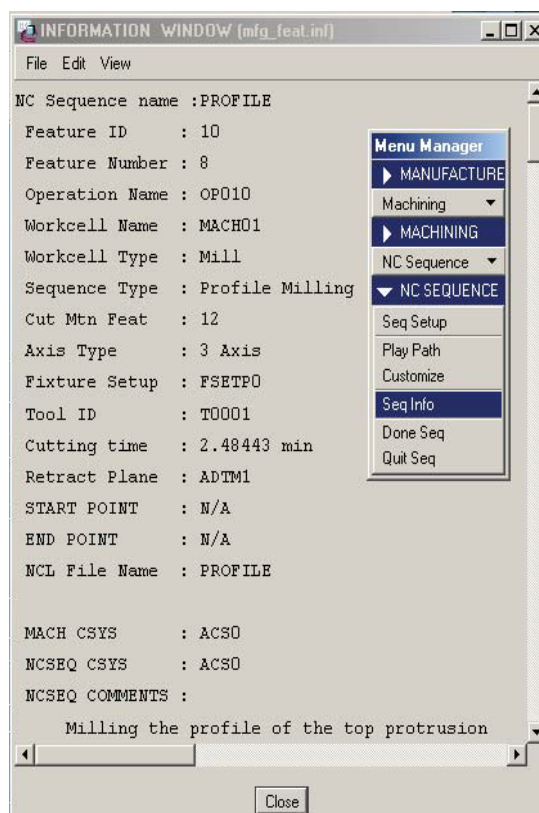 INFORMATION WINDOW (mfg_feat.inf)
File Edit View
NC Sequence name :PROFILE
Feature ID : 10
Feature Number : 8
Operation Name : OP010
Workcell Name : MACH01
Workcell Type : Mill
Sequence Type : Profile Milling
Cut Mtn Feat : 12
Axis Type : 3 Axis
Fixture Setup : FSETP0
Tool ID : T0001
Cutting time : 2.48443 min
Retract Plane : ADTM1
START POINT : N/A
END POINT : N/A
NCL File Name : PROFILE
MACH CSYS : ACS0
NCSEQ CSYS : ACS0
NCSEQ COMMENTS :
Milling the profile of the top protrusion
Close
Menu Manager
MANUFACTURE
Machining
MACHINING
NC Sequence
NC SEQUENCE
Seq Setup
Play Path
Customize
Seq Info
Done Seq
Quit Seq